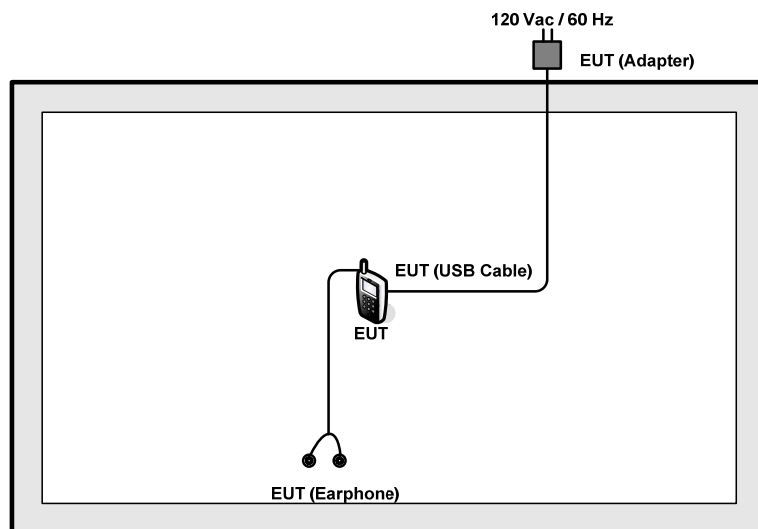 120 Vac / 60 Hz
EUT (Adapter)
EUT (USB Cable)
EUT
EUT (Earphone)